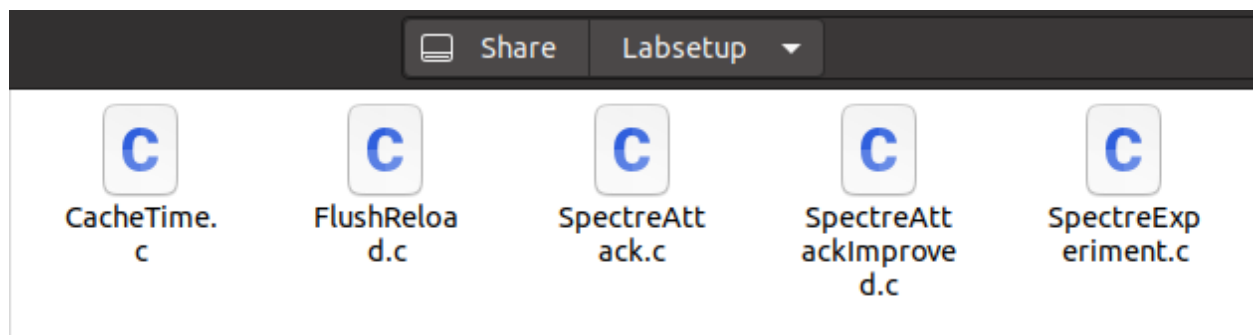 Share Labsetup
C C C C C
CacheTime.
c
FlushReloa
d.c
SpectreAtt
ack.c
SpectreAtt
ackImprove
d.c
SpectreExp
eriment.c